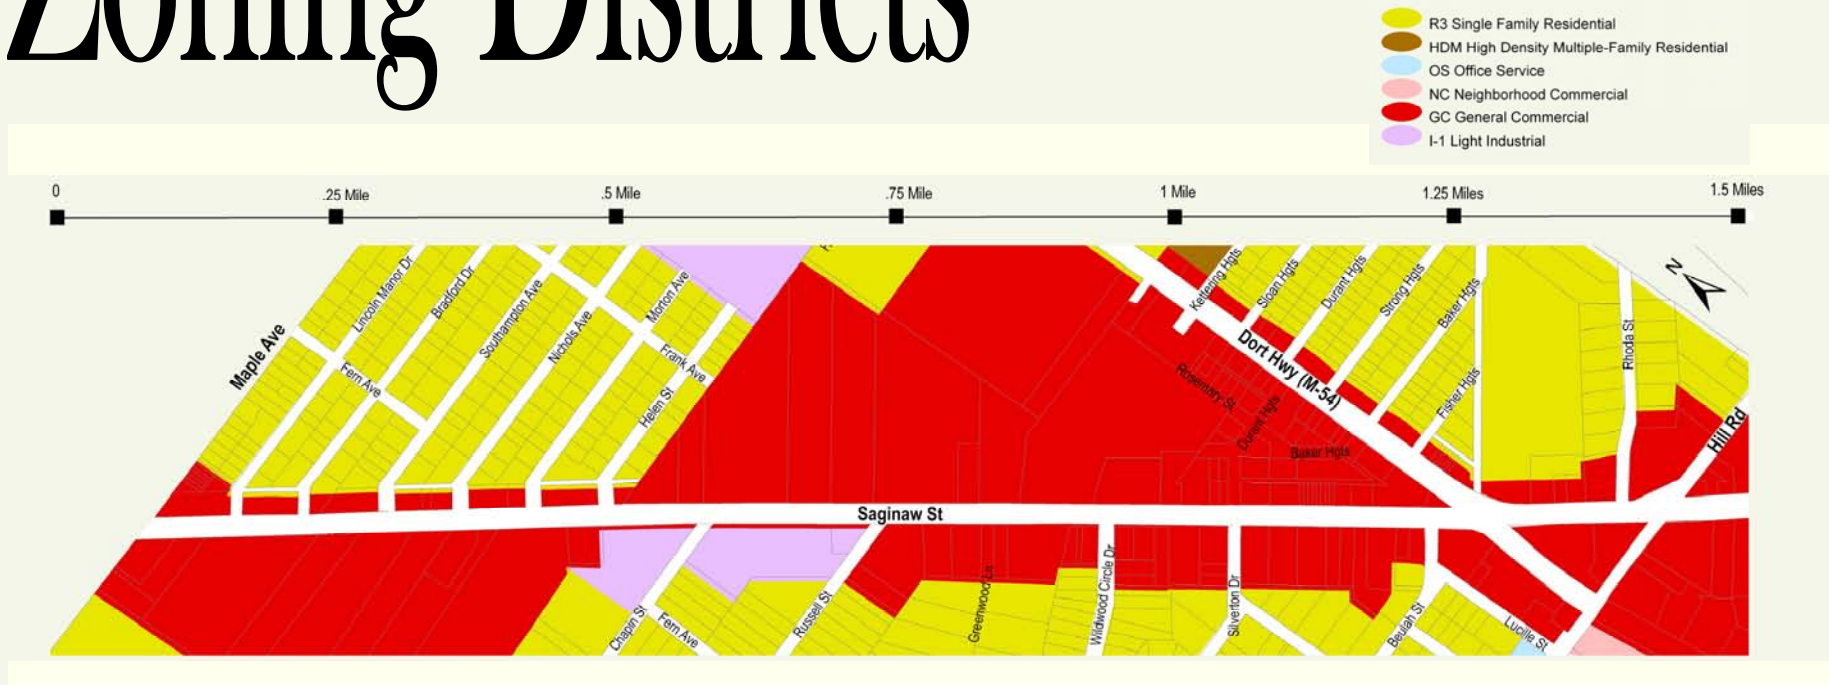 Zoning Districts
R3 Single Family Residential
HDM High Density Multiple-Family Residential
OS Office Service
NC Neighborhood Commercial
GC General Commercial
I-1 Light Industrial
0
.25 Mile
.5 Mile
.75 Mile
1 Mile
1.25 Miles
1.5 Miles
N
Maple Ave
Lincoln Manor Dr
Bradford Dr
Southampton Ave
Nichols Ave
Morton Ave
Fern Ave
Frank Ave
Helen St
Kettering Hgts
Sloan Hgts
Durant Hgts
Strong Hgts
Baker Hgts
Fisher Hgts
Rhoda St
Hill Rd
Dort Hwy (M-54)
Rosemary St
Durant Hgts
Baker Hgts
Saginaw St
Chapin St
Fern Ave
Russell St
Greenwood Ln
Wildwood Circle Dr
Silverton Dr
Beulah St
Lucille St